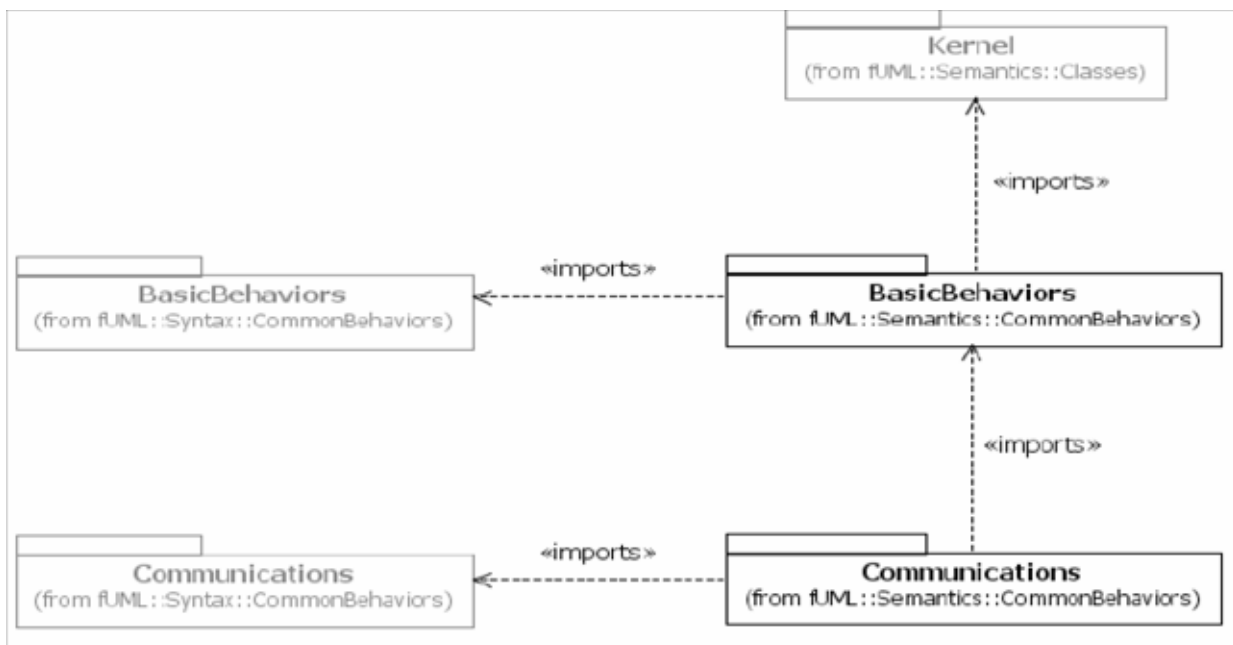 Kernel
(from fUML::Semantics::Classes)
«imports»
«imports»
BasicBehaviors
(from fUML::Syntax::CommonBehaviors)
BasicBehaviors
(from fUML::Semantics::CommonBehaviors)
«imports»
«imports»
Communications
(from fUML::Syntax::CommonBehaviors)
Communications
(from fUML::Semantics::CommonBehaviors)